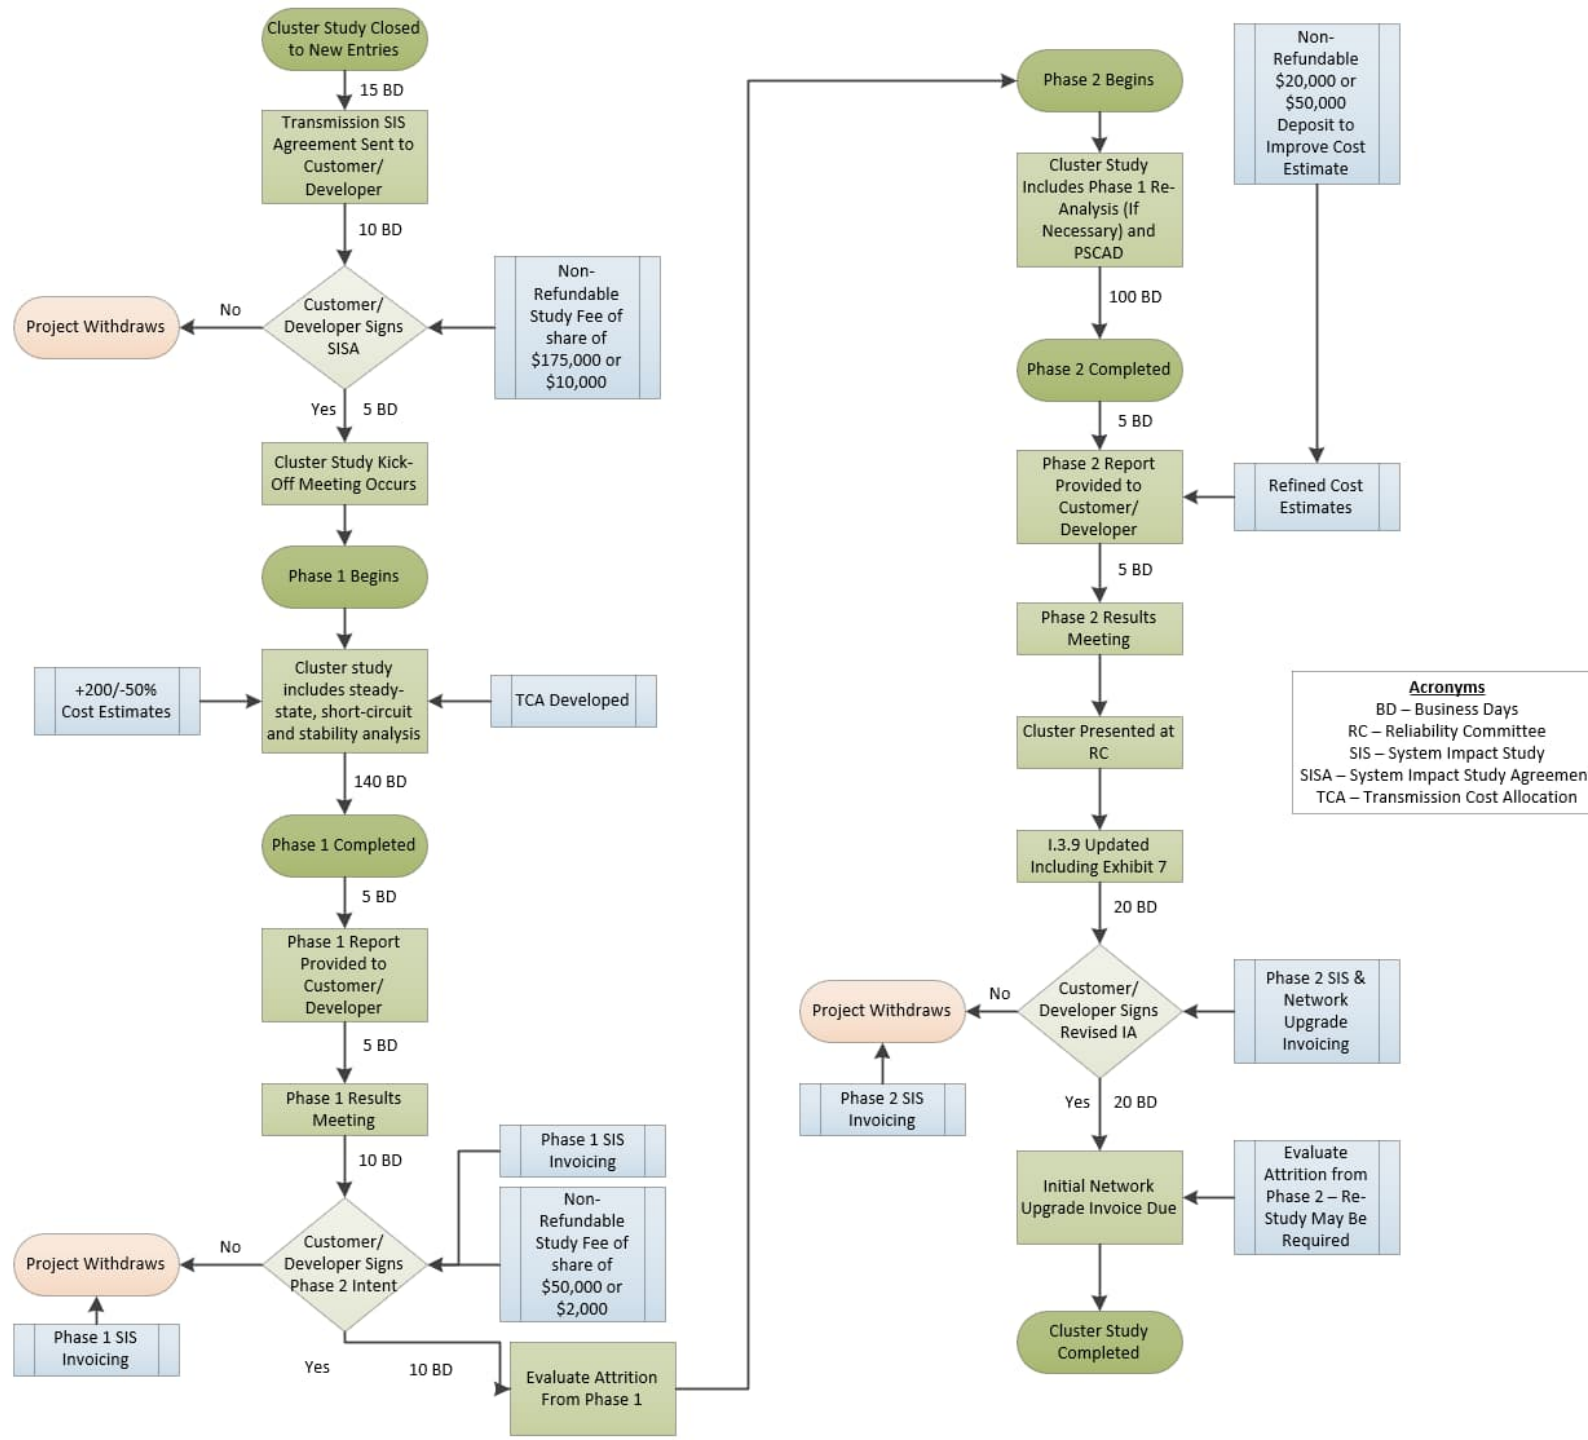 Cluster Study Closed
to New Entries
15 BD
Transmission SIS
Agreement Sent to
Customer/
Developer
10 BD
Customer/
Developer Signs
SISA
No
Project Withdraws
Non-
Refundable
Study Fee of
share of
$175,000 or
$10,000
Yes
5 BD
Cluster Study Kick-
Off Meeting Occurs
Phase 1 Begins
Cluster study
includes steady-
state, short-circuit
and stability analysis
+200/-50%
Cost Estimates
TCA Developed
140 BD
Phase 1 Completed
5 BD
Phase 1 Report
Provided to
Customer/
Developer
5 BD
Phase 1 Results
Meeting
10 BD
Phase 1 SIS
Invoicing
Non-
Refundable
Study Fee of
share of
$50,000 or
$2,000
Customer/
Developer Signs
Phase 2 Intent
No
Project Withdraws
Phase 1 SIS
Invoicing
Yes
10 BD
Evaluate Attrition
From Phase 1
Phase 2 Begins
Cluster Study
Includes Phase 1 Re-
Analysis (If
Necessary) and
PSCAD
100 BD
Phase 2 Completed
5 BD
Non-
Refundable
$20,000 or
$50,000
Deposit to
Improve Cost
Estimate
Refined Cost
Estimates
Phase 2 Report
Provided to
Customer/
Developer
5 BD
Phase 2 Results
Meeting
Cluster Presented at
RC
I.3.9 Updated
Including Exhibit 7
20 BD
Customer/
Developer Signs
Revised IA
No
Project Withdraws
Phase 2 SIS
Invoicing
Phase 2 SIS &
Network
Upgrade
Invoicing
Yes
20 BD
Initial Network
Upgrade Invoice Due
Evaluate
Attrition from
Phase 2 – Re-
Study May Be
Required
Cluster Study
Completed
Acronyms
BD – Business Days
RC – Reliability Committee
SIS – System Impact Study
SISA – System Impact Study Agreemen
TCA – Transmission Cost Allocation